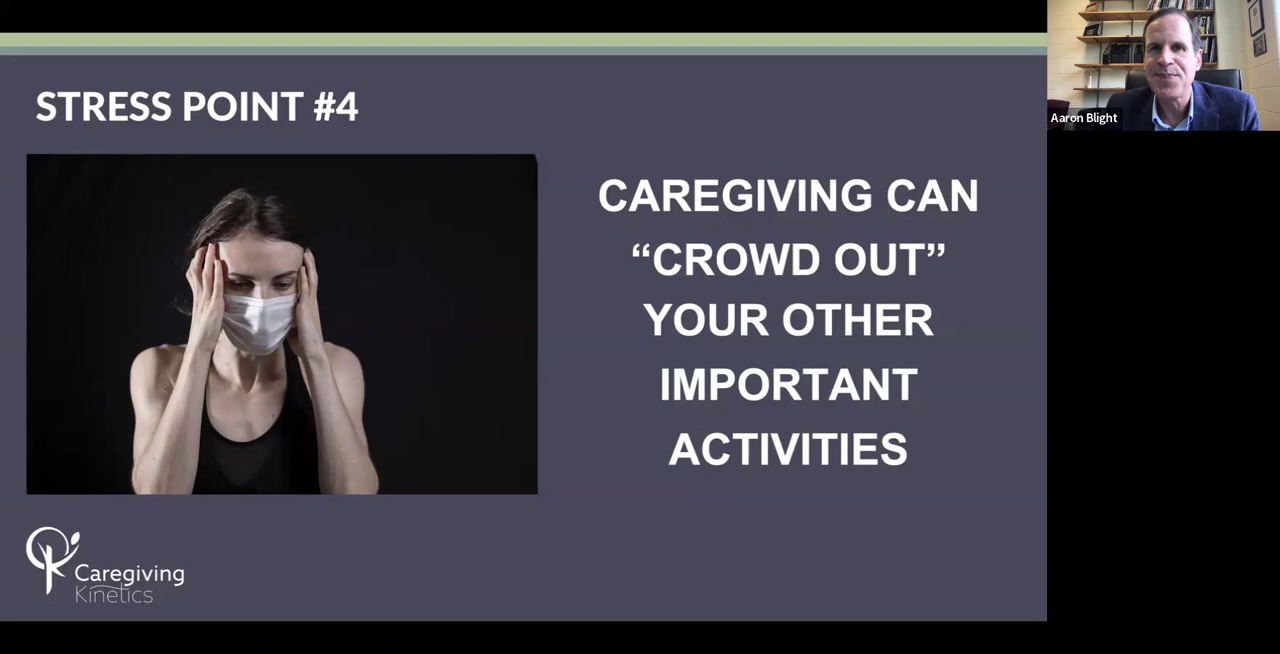 STRESS POINT #4
CAREGIVING CAN
“CROWD OUT”
YOUR OTHER
IMPORTANT
ACTIVITIES
Caregiving
Kinetics
Aaron Blight